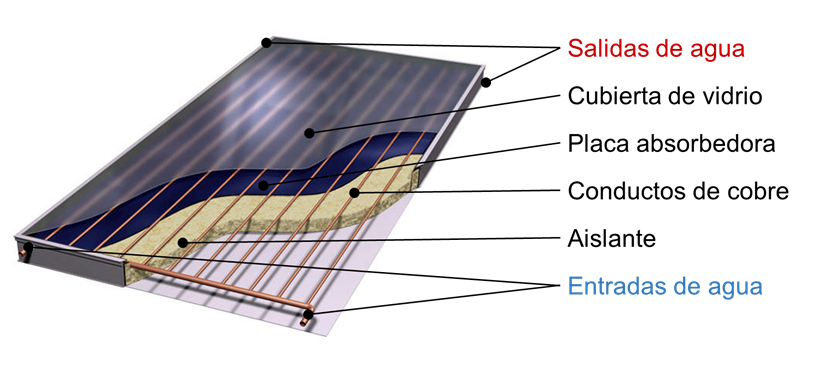 Salidas de agua
Cubierta de vidrio
Placa absorbedora
Conductos de cobre
Aislante
Entradas de agua